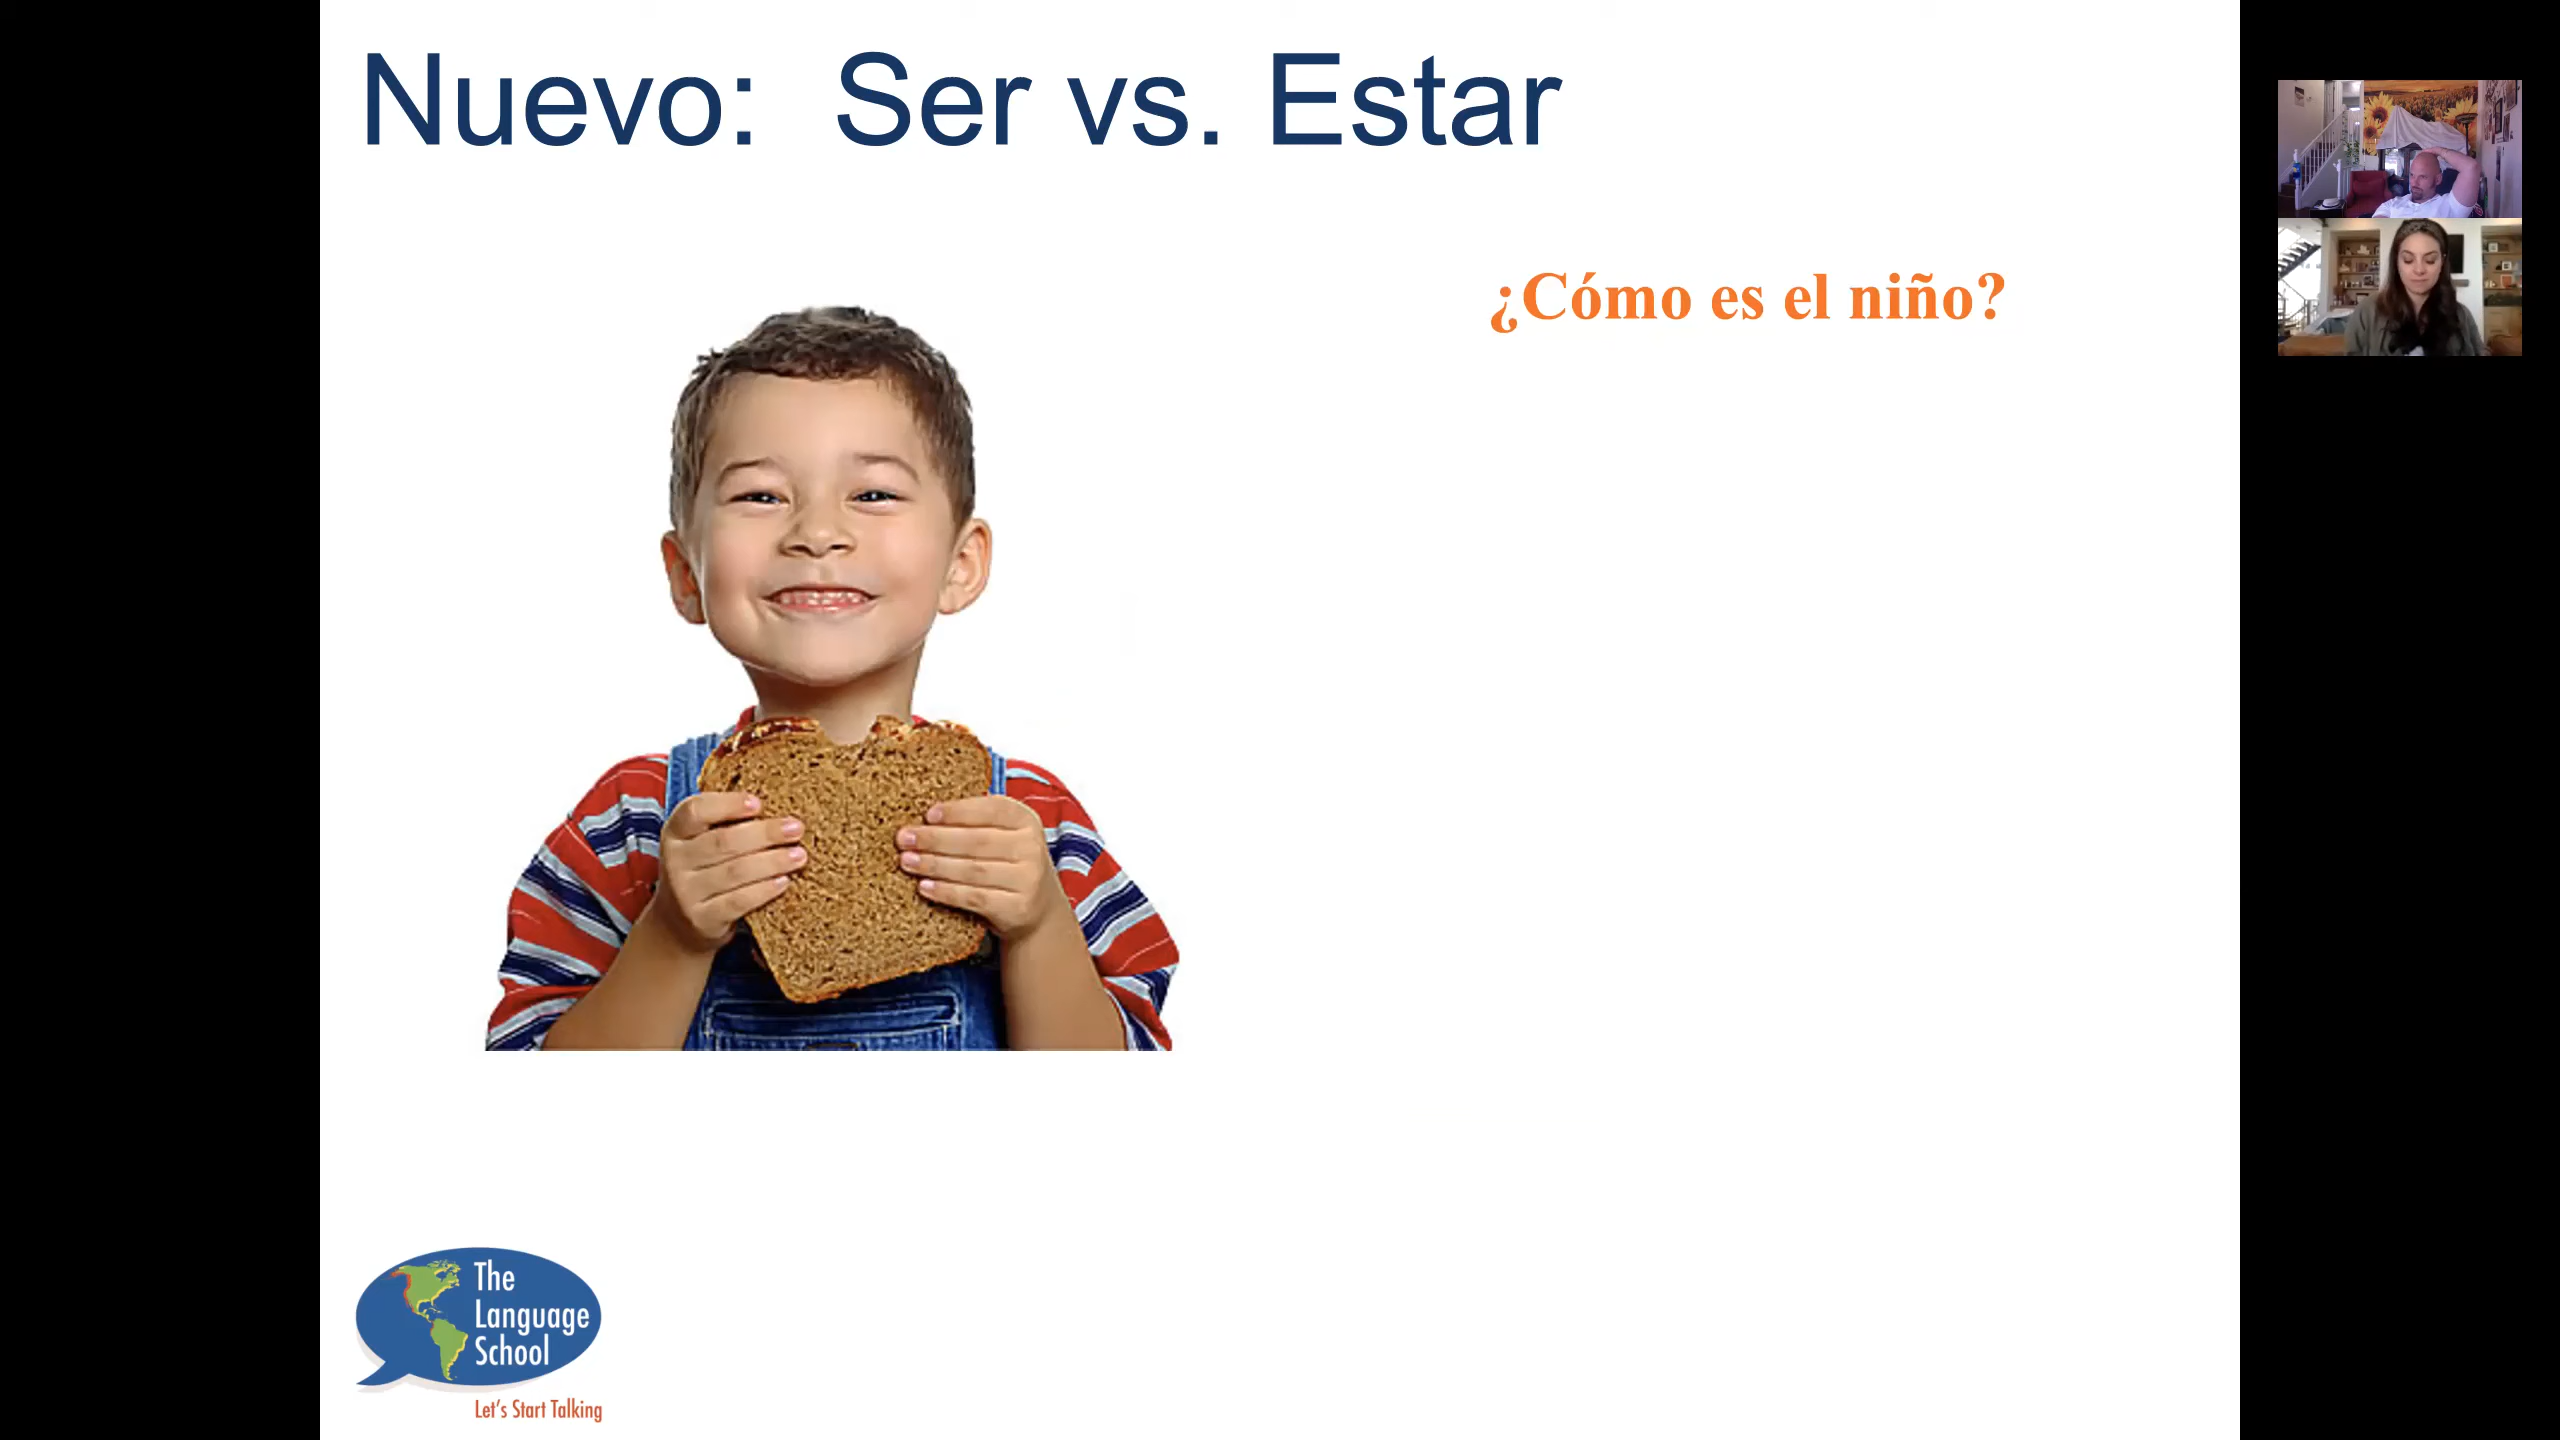 Nuevo: Ser vs. Estar
¿Cómo es el niño?
The
Language
School
Let's Start Talking